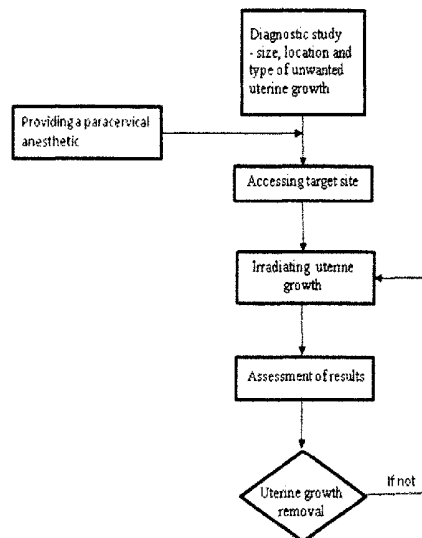 Diagnostic study
- size, location and
type of unwanted
uterine growth
Providing a paracervical
anesthetic
Accessing target site
Irradiating uterine
growth
Assessment of results
Uterine growth
removal
If not